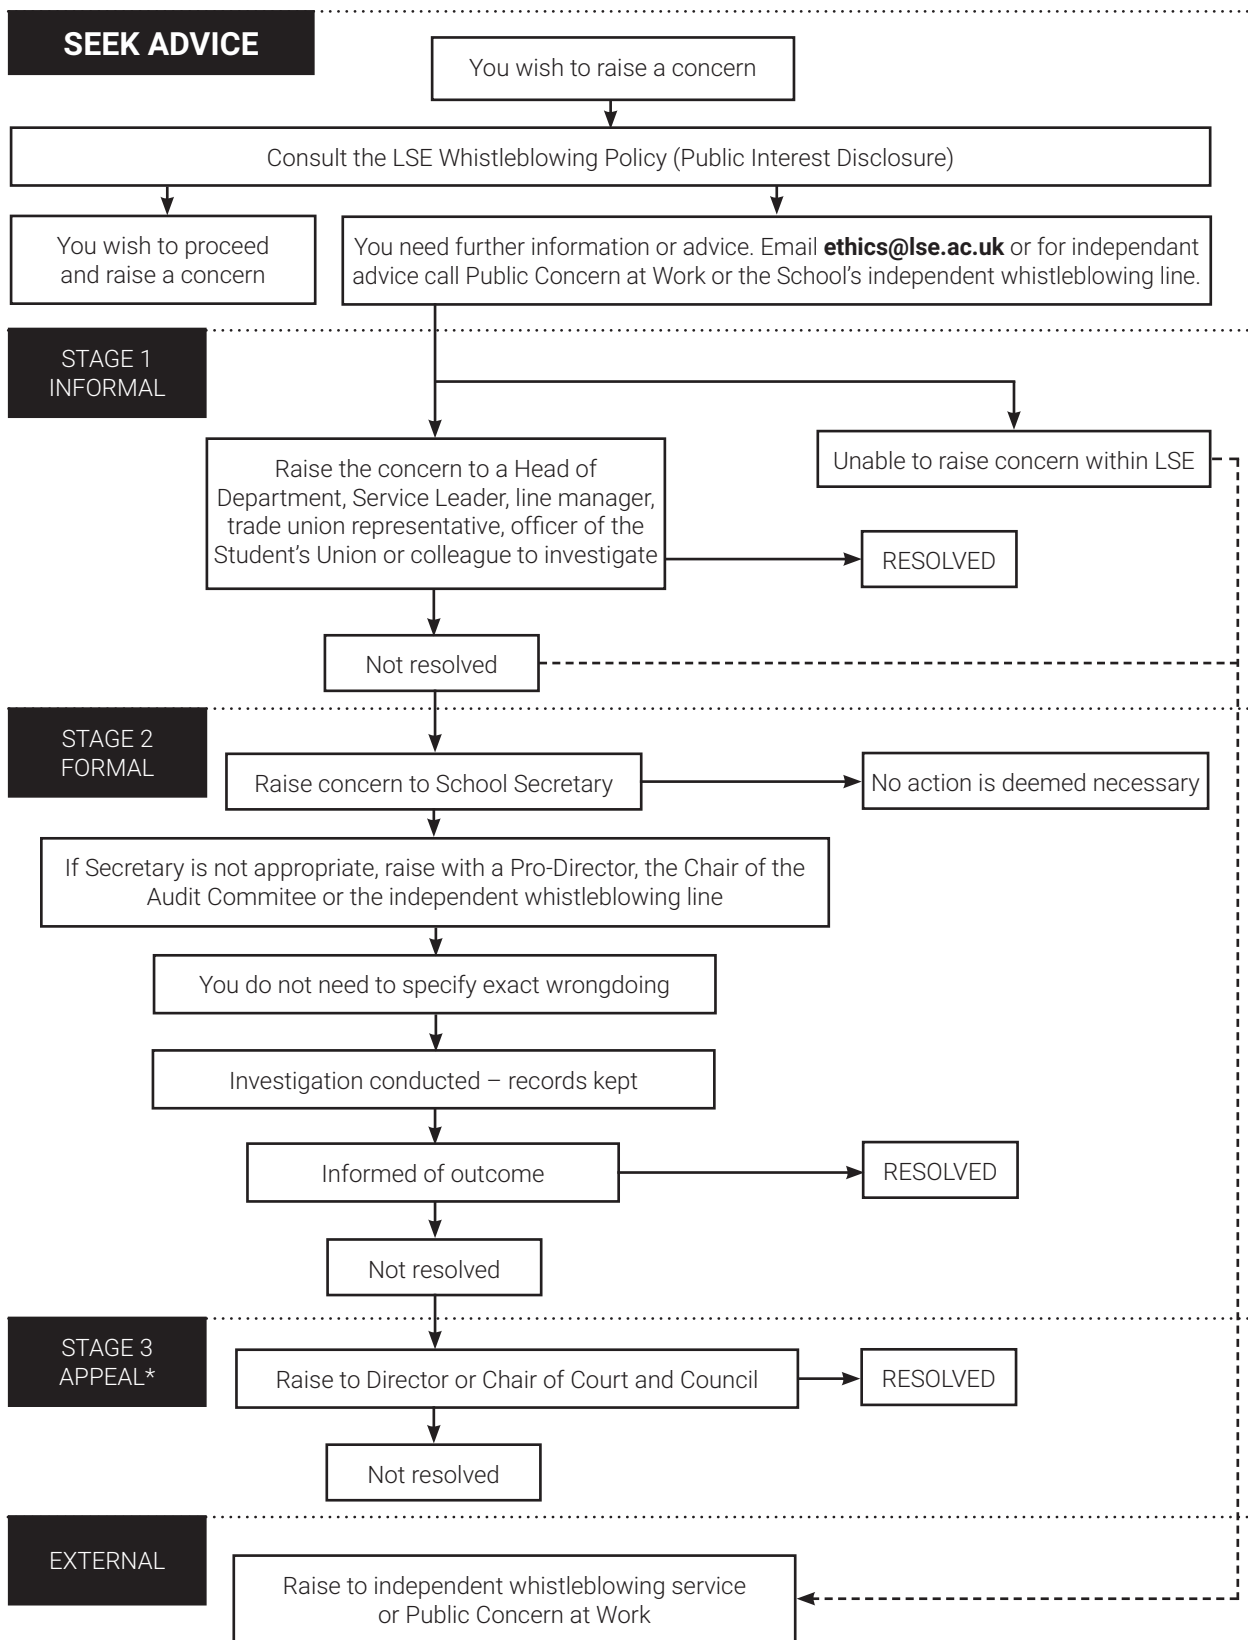 SEEK ADVICE
You wish to raise a concern
Consult the LSE Whistleblowing Policy (Public Interest Disclosure)
You wish to proceed
and raise a concern
You need further information or advice. Email ethics@lse.ac.uk or for independant
advice call Public Concern at Work or the School's independent whistleblowing line.
STAGE 1
INFORMAL
Raise the concern to a Head of
Department, Service Leader, line manager,
trade union representative, officer of the
Student's Union or colleague to investigate
Unable to raise concern within LSE
RESOLVED
Not resolved
STAGE 2
FORMAL
Raise concern to School Secretary
No action is deemed necessary
If Secretary is not appropriate, raise with a Pro-Director, the Chair of the
Audit Commitee or the independent whistleblowing line
You do not need to specify exact wrongdoing
Investigation conducted – records kept
Informed of outcome
RESOLVED
Not resolved
STAGE 3
APPEAL*
Raise to Director or Chair of Court and Council
RESOLVED
Not resolved
EXTERNAL
Raise to independent whistleblowing service
or Public Concern at Work